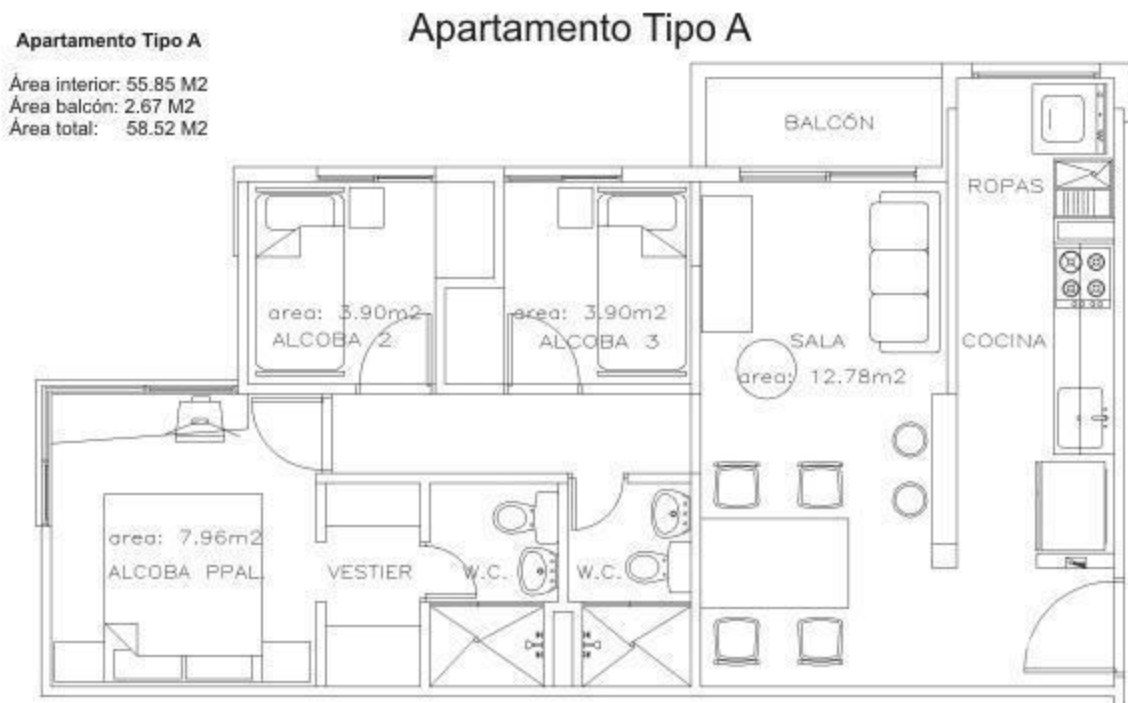 Apartamento Tipo A
Apartamento Tipo A
Área interior: 55.85 M2
Área balcón: 2.67 M2
Área total: 58.52 M2
BALCÓN
ROPAS
area: 3.90m2
ALCOBA 2
area: 3.90m2
ALCOBA 3
SALA
area: 12.78m2
COCINA
area: 7.96m2
ALCOBA PPAL.
VESTIER
W.C.
W.C.